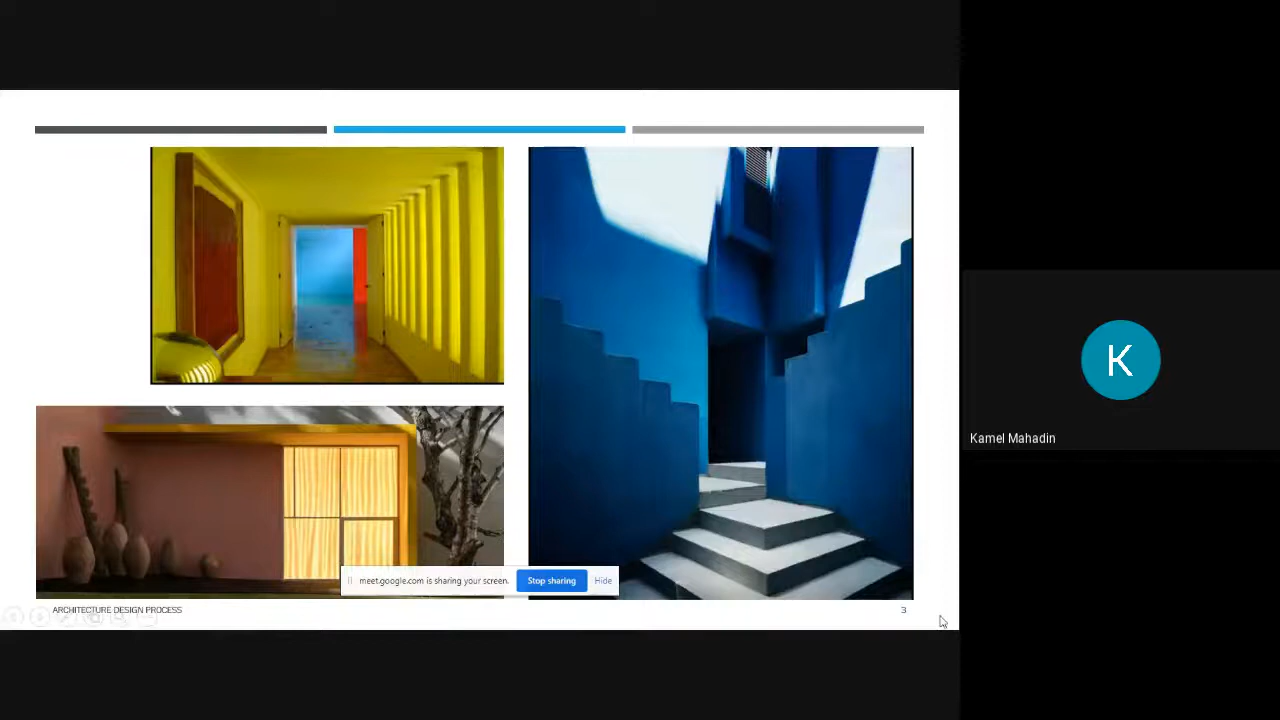 K
Kamel Mahadin
meet.google.com is sharing your screen.
Stop sharing
Hide
ARCHITECTURE DESIGN PROCESS
3